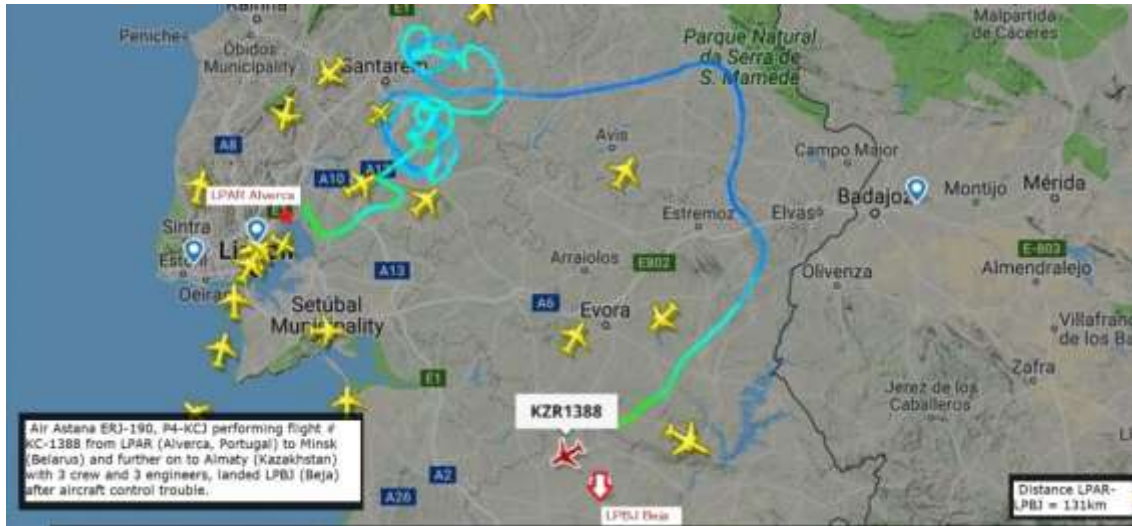 E1
Peniche
Óbidos
Municipality
Santarem
Parque Natural
da Serra de
S. Mamede
Malpartida
de Cáceres
A8
Avis
Campo Maior
A10
LPAR Alverca
Badajoz
Montijo
Mérida
Sintra
Estoril
Oeiras
Estremoz
Elvas
E-803
A13
Arraiolos
E802
Olivenza
Almendralejo
Setúbal
Municipality
A6
Evora
Villafranca
de los Ba
Zafra
E1
Jerez de los
Caballeros
KZR1388
Air Astana ERJ-190, P4-KCJ performing flight #
KC-1388 from LPAR (Alverca, Portugal) to Minsk
(Belarus) and further on to Almaty (Kazakhstan)
with 3 crew and 3 engineers, landed LPBJ (Beja)
after aircraft control trouble.
A2
A26
LPBJ Beja
Distance LPAR-
LPBJ = 131km